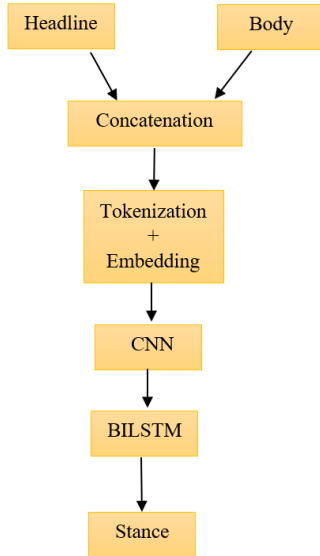 Headline
Body
Concatenation
Tokenization
+
Embedding
CNN
BILSTM
Stance